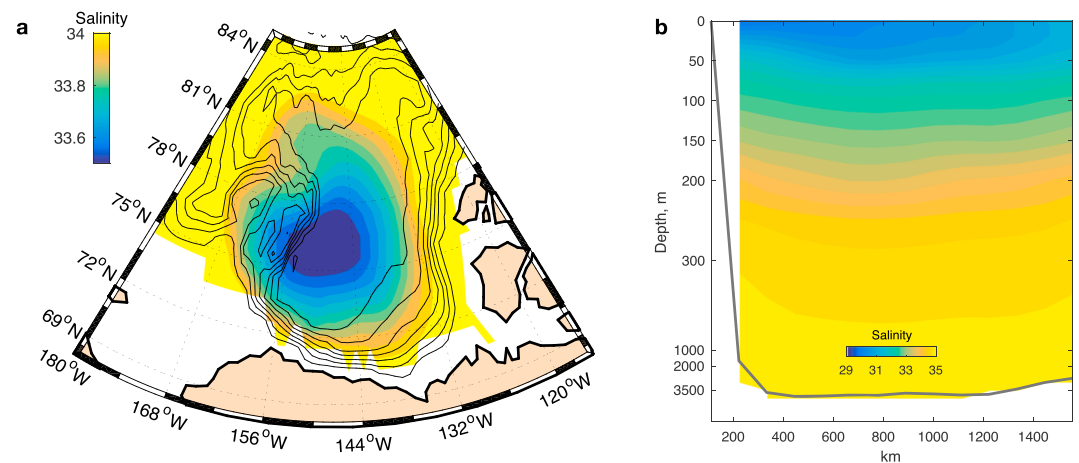 a
Salinity
34
33.8
33.6
84°N
81°N
78°N
75°N
72°N
69°N
180°W
168°W
156°W
144°W
132°W
120°W
b
0
50
100
150
200
300
1000
2000
3500
Depth, m
Salinity
29 31 33 35
200 400 600 800 1000 1200 1400
km